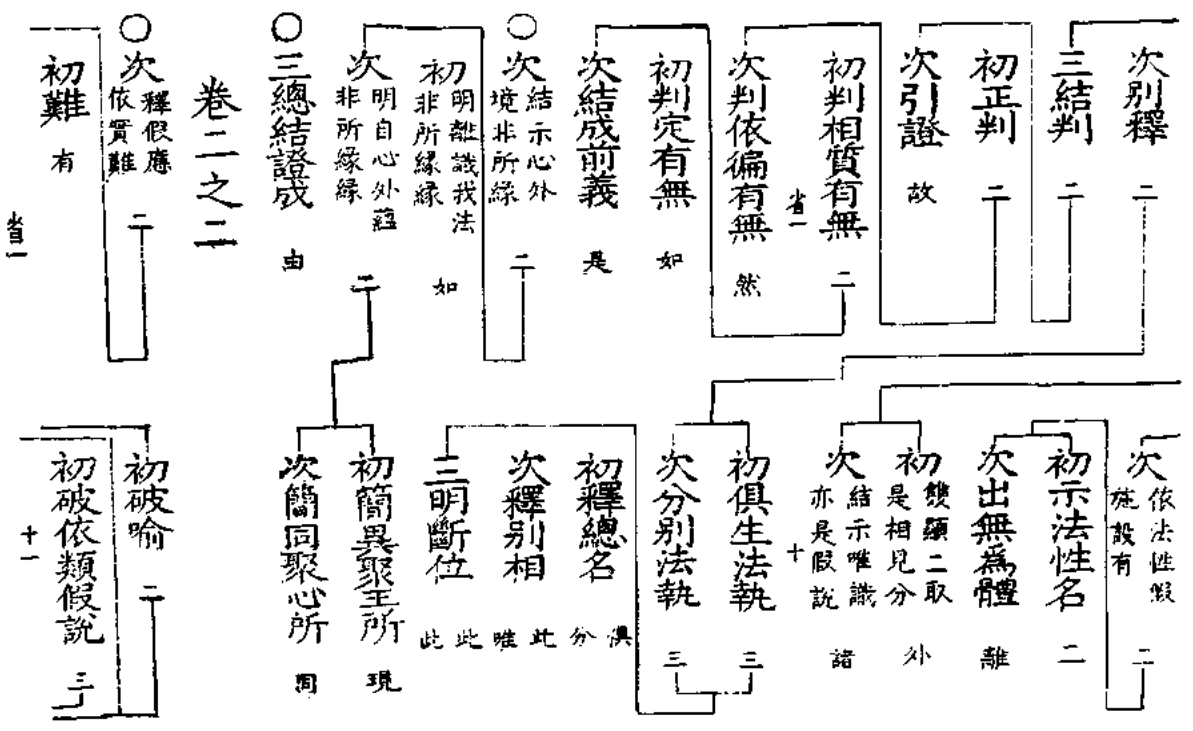 次別釋 二
三結判 二
初正判 二
次引證 故
初判相質有無 二
省一
次判依徧有無 然
初判定有無 如
次結成前義 是
○
次 結示心外 境非所緣 二
初 明離識我法 非所緣緣 如
次 明自心外蘊 非所緣緣 二
○
三總結證成 由
卷二之二
○
次 釋假應 依實難 二
初難 有
省一
次 依法性假 施設有 二
初示法性名 二
次出無爲體 離
初 雙顯二取 是相見分 外
次 結示唯識 亦是假說 諸
十
初俱生法執 三
次分別法執 三
初釋總名 俱 分
次釋別相 此 唯
三明斷位 此 此
初簡異聚王所 現
次簡同聚心所 同
初破喻 二
初破依類假說 三
十一